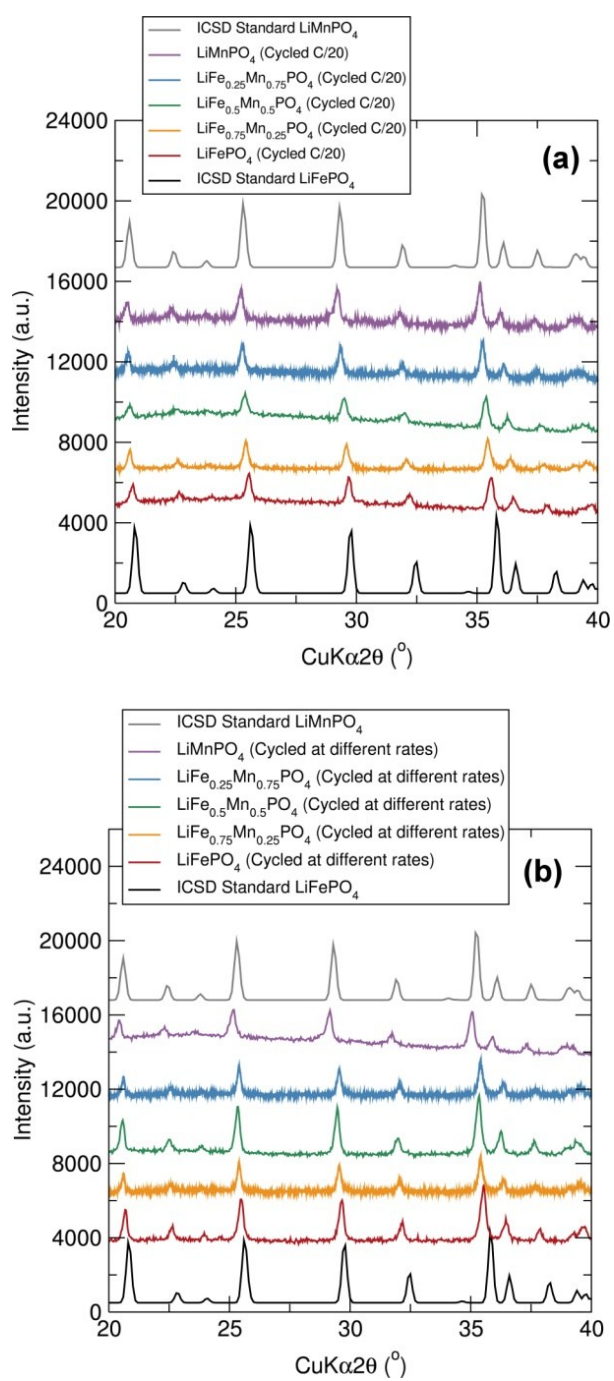 ICSD Standard LiMnPO₄
LiMnPO₄ (Cycled C/20)
LiFe₀.₂₅Mn₀.₇₅PO₄ (Cycled C/20)
LiFe₀.₅Mn₀.₅PO₄ (Cycled C/20)
LiFe₀.₇₅Mn₀.₂₅PO₄ (Cycled C/20)
LiFePO₄ (Cycled C/20)
ICSD Standard LiFePO₄
(a)
24000
20000
16000
12000
8000
4000
0
Intensity (a.u.)
20 25 30 35 40
CuKα2θ (°)
ICSD Standard LiMnPO₄
LiMnPO₄ (Cycled at different rates)
LiFe₀.₂₅Mn₀.₇₅PO₄ (Cycled at different rates)
LiFe₀.₅Mn₀.₅PO₄ (Cycled at different rates)
LiFe₀.₇₅Mn₀.₂₅PO₄ (Cycled at different rates)
LiFePO₄ (Cycled at different rates)
ICSD Standard LiFePO₄
(b)
24000
20000
16000
12000
8000
4000
0
Intensity (a.u.)
20 25 30 35 40
CuKα2θ (°)